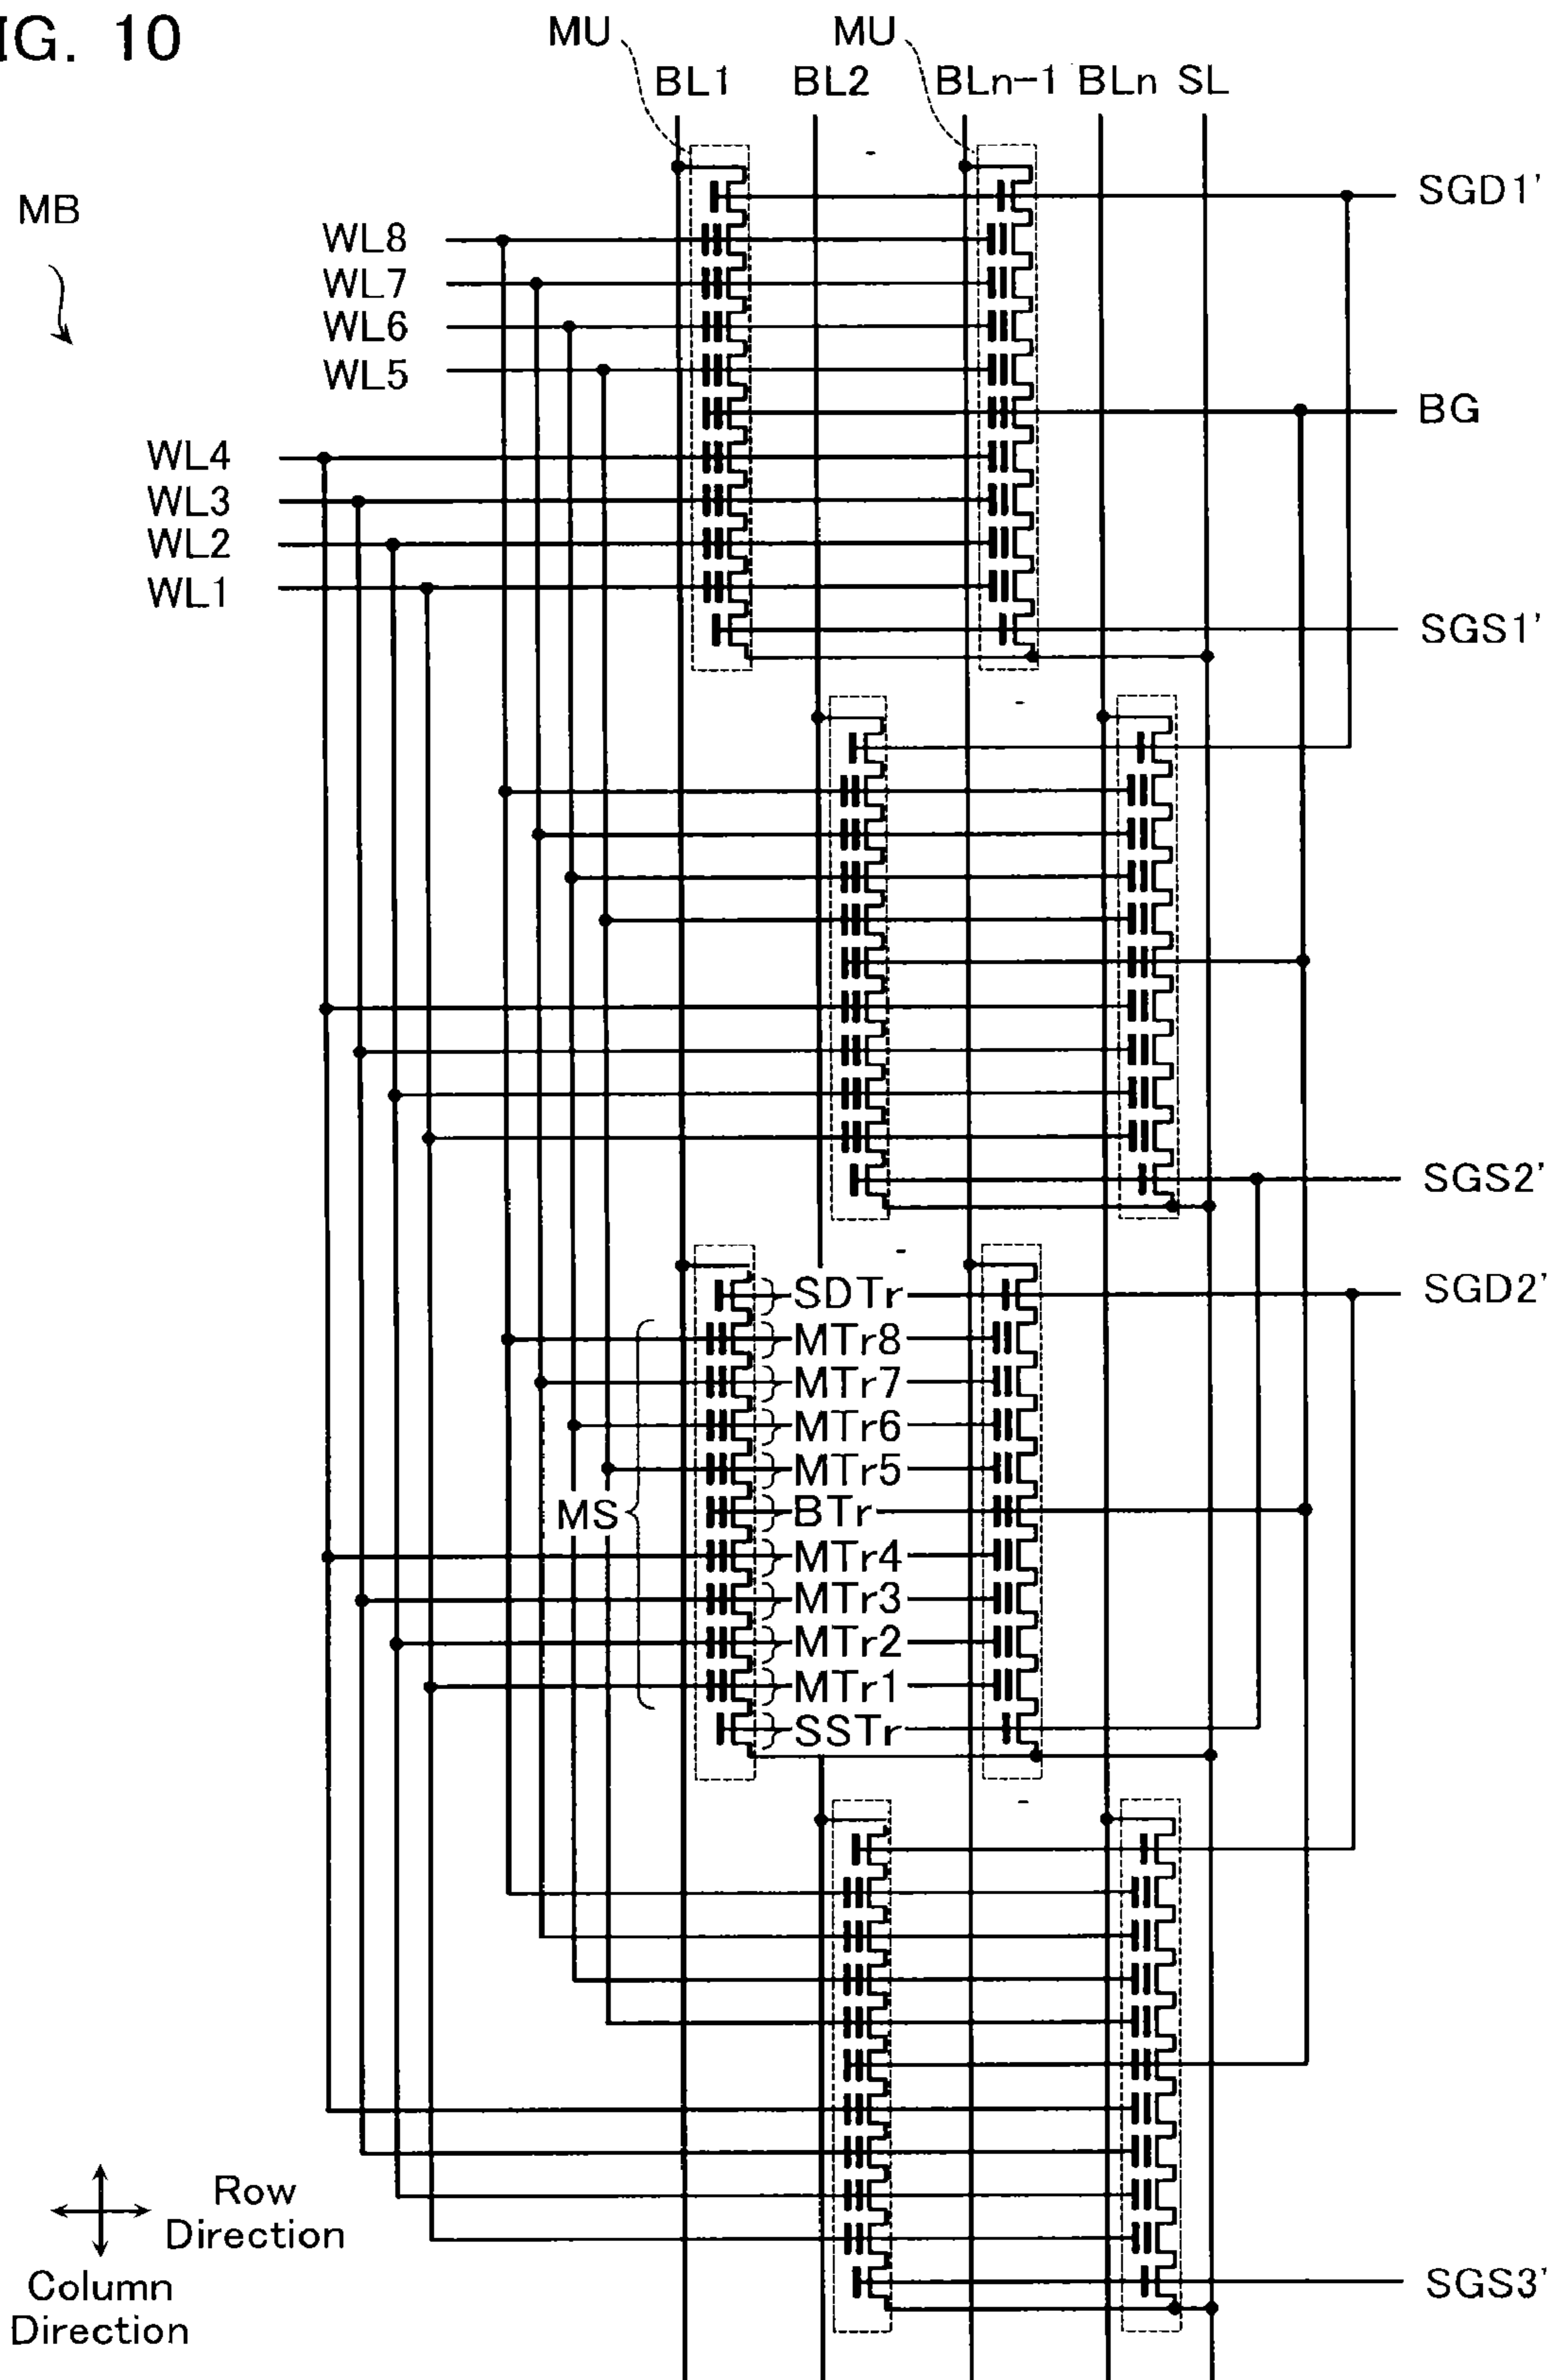 IG. 10
MU
MU
BL1
BL2
BLn-1
BLn
SL
MB
SGD1'
WL8
WL7
WL6
WL5
BG
WL4
WL3
WL2
WL1
SGS1'
SGS2'
SDTr
SGD2'
MTr8
MTr7
MTr6
MTr5
MS
BTr
MTr4
MTr3
MTr2
MTr1
SSTr
Row
Direction
Column
Direction
SGS3'